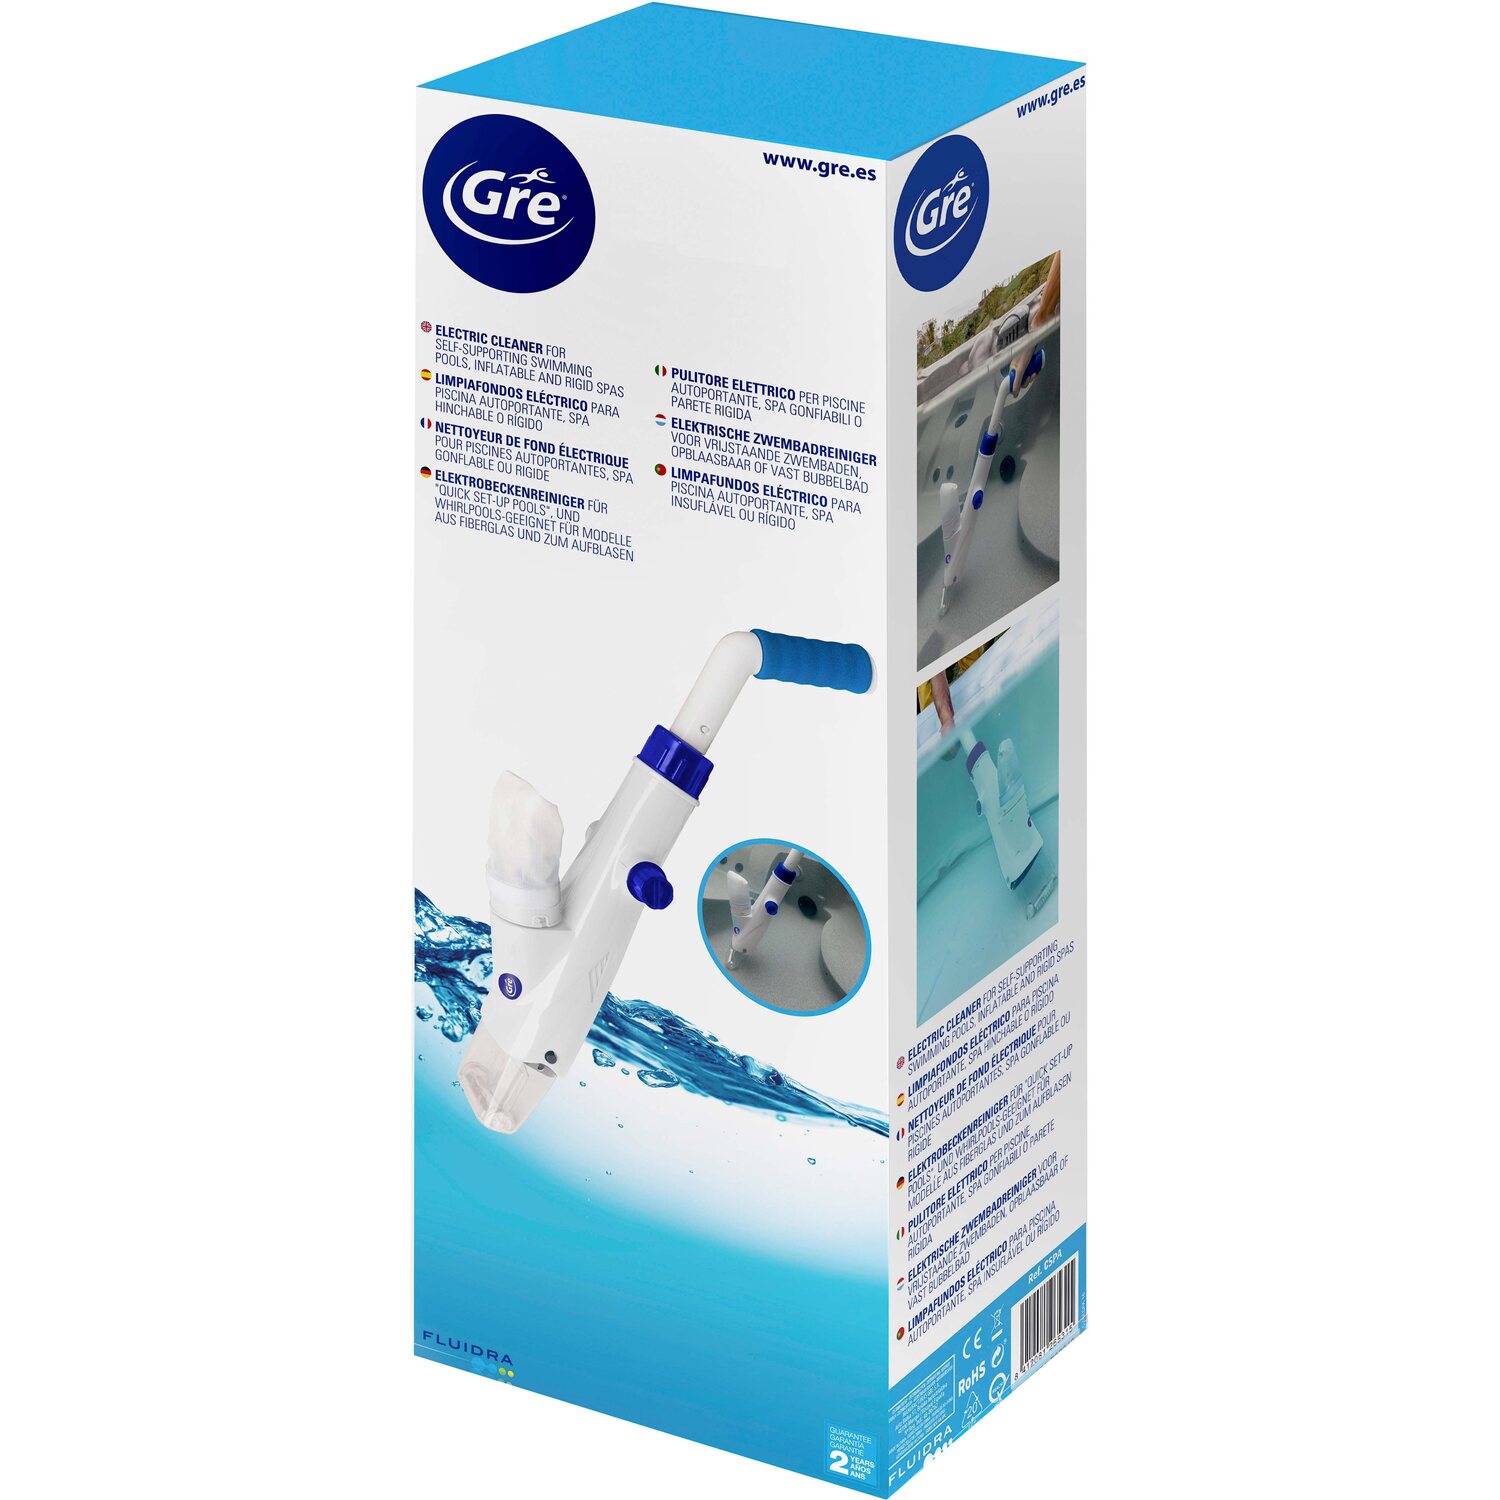 Gre
www.gre.es
ELECTRIC CLEANER FOR
SELF-SUPPORTING SWIMMING
POOLS, INFLATABLE AND RIGID SPAS
LIMPIAFONDOS ELÉCTRICO PARA
PISCINA AUTOPORTANTE, SPA
HINCHABLE O RÍGIDO
NETTOYEUR DE FOND ÉLECTRIQUE
POUR PISCINES AUTOPORTANTES, SPA
GONFLABLE OU RIGIDE
ELEKTROBECKENREINIGER FÜR
"QUICK SET-UP POOLS", UND
WHIRLPOOLS-GEEIGNET FÜR MODELLE
AUS FIBERGLAS UND ZUM AUFBLASEN
PULITORE ELETTRICO PER PISCINE
AUTOPORTANTE, SPA GONFIABILI O
PARETE RIGIDA
ELEKTRISCHE ZWEMBADREINIGER
VOOR VRIJSTAANDE ZWEMBADEN,
OPBLAASBAAR OF VAST BUBBELBAD
LIMPAFUNDOS ELÉCTRICO PARA
PISCINA AUTOPORTANTE, SPA
INSUFLÁVEL OU RÍGIDO
Gre
FLUIDRA
GUARANTEE
GARANTÍA
GARANTIE
2 YEARS
AÑOS
ANS
www.gre.es
Gre
ELECTRIC CLEANER FOR SELF-SUPPORTING
SWIMMING POOLS, INFLATABLE AND RIGID SPAS
LIMPIAFONDOS ELÉCTRICO PARA PISCINA
AUTOPORTANTE, SPA HINCHABLE O RÍGIDO
NETTOYEUR DE FOND ÉLECTRIQUE POUR
PISCINES AUTOPORTANTES, SPA GONFLABLE OU
RIGIDE
ELEKTROBECKENREINIGER FÜR "QUICK SET-UP
POOLS" UND WHIRLPOOLS-GEEIGNET FÜR
MODELLE AUS FIBERGLAS UND ZUM AUFBLASEN
PULITORE ELETTRICO PER PISCINE
AUTOPORTANTE, SPA GONFIABILI O PARETE
RIGIDA
ELEKTRISCHE ZWEMBADREINIGER VOOR
VRIJSTAANDE ZWEMBADEN, OPBLAASBAAR OF
VAST BUBBELBAD
LIMPAFUNDOS ELÉCTRICO PARA PISCINA
AUTOPORTANTE, SPA INSUFLÁVEL OU RÍGIDO
Ref. CSPA
CE
RoHS
20
FLUIDRA